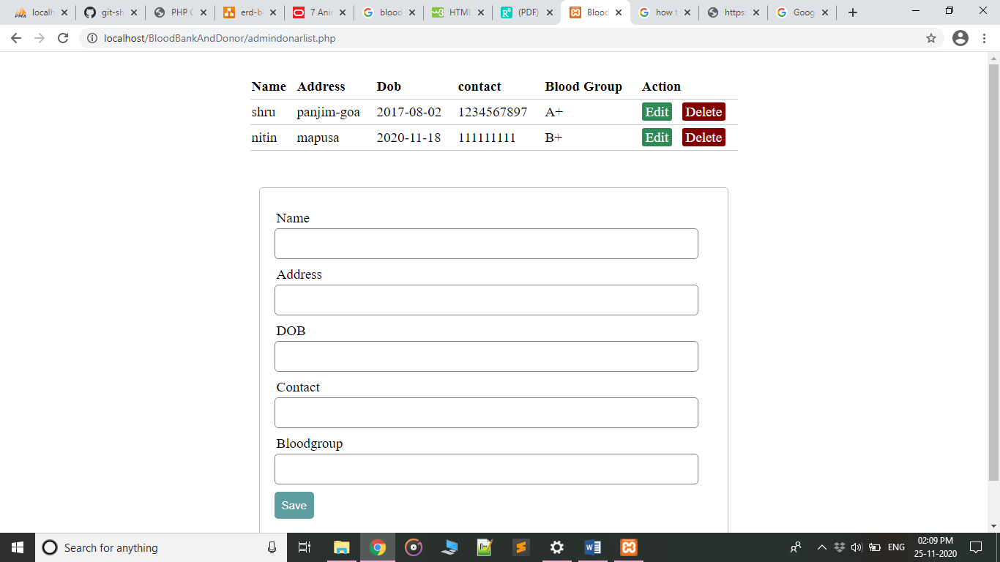 localh git-sh PHP C erd-bl 7 Anir blood HTML (PDF) Blood how t https: Goog
localhost/BloodBankAndDonor/admindonarlist.php
Name Address Dob contact Blood Group Action
shru panjim-goa 2017-08-02 1234567897 A+ Edit Delete
nitin mapusa 2020-11-18 111111111 B+ Edit Delete
Name
Address
DOB
Contact
Bloodgroup
Save
Search for anything
ENG
02:09 PM
25-11-2020